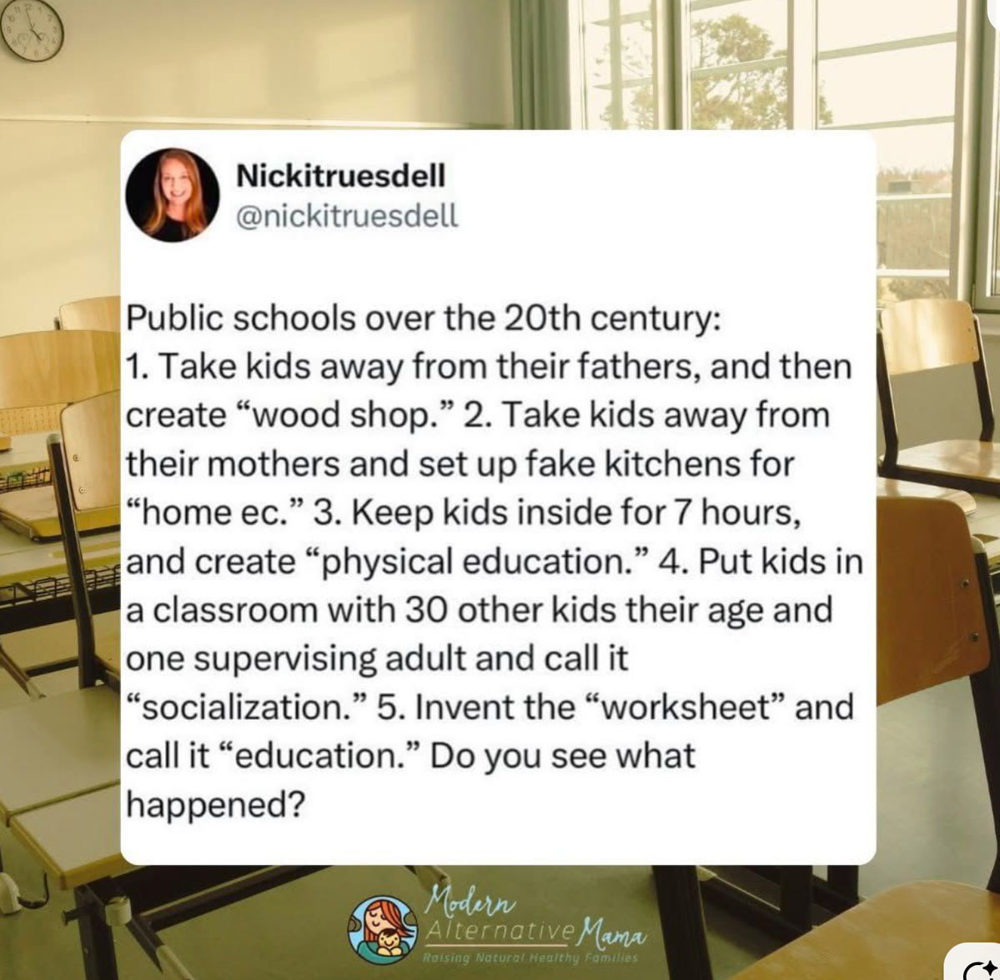 Nickitruesdell
@nickitruesdell
Public schools over the 20th century:
1. Take kids away from their fathers, and then
create “wood shop.” 2. Take kids away from
their mothers and set up fake kitchens for
“home ec.” 3. Keep kids inside for 7 hours,
and create “physical education.” 4. Put kids in
a classroom with 30 other kids their age and
one supervising adult and call it
“socialization.” 5. Invent the “worksheet” and
call it “education.” Do you see what
happened?
Modern
Alternative Mama
Raising Natural Healthy Families